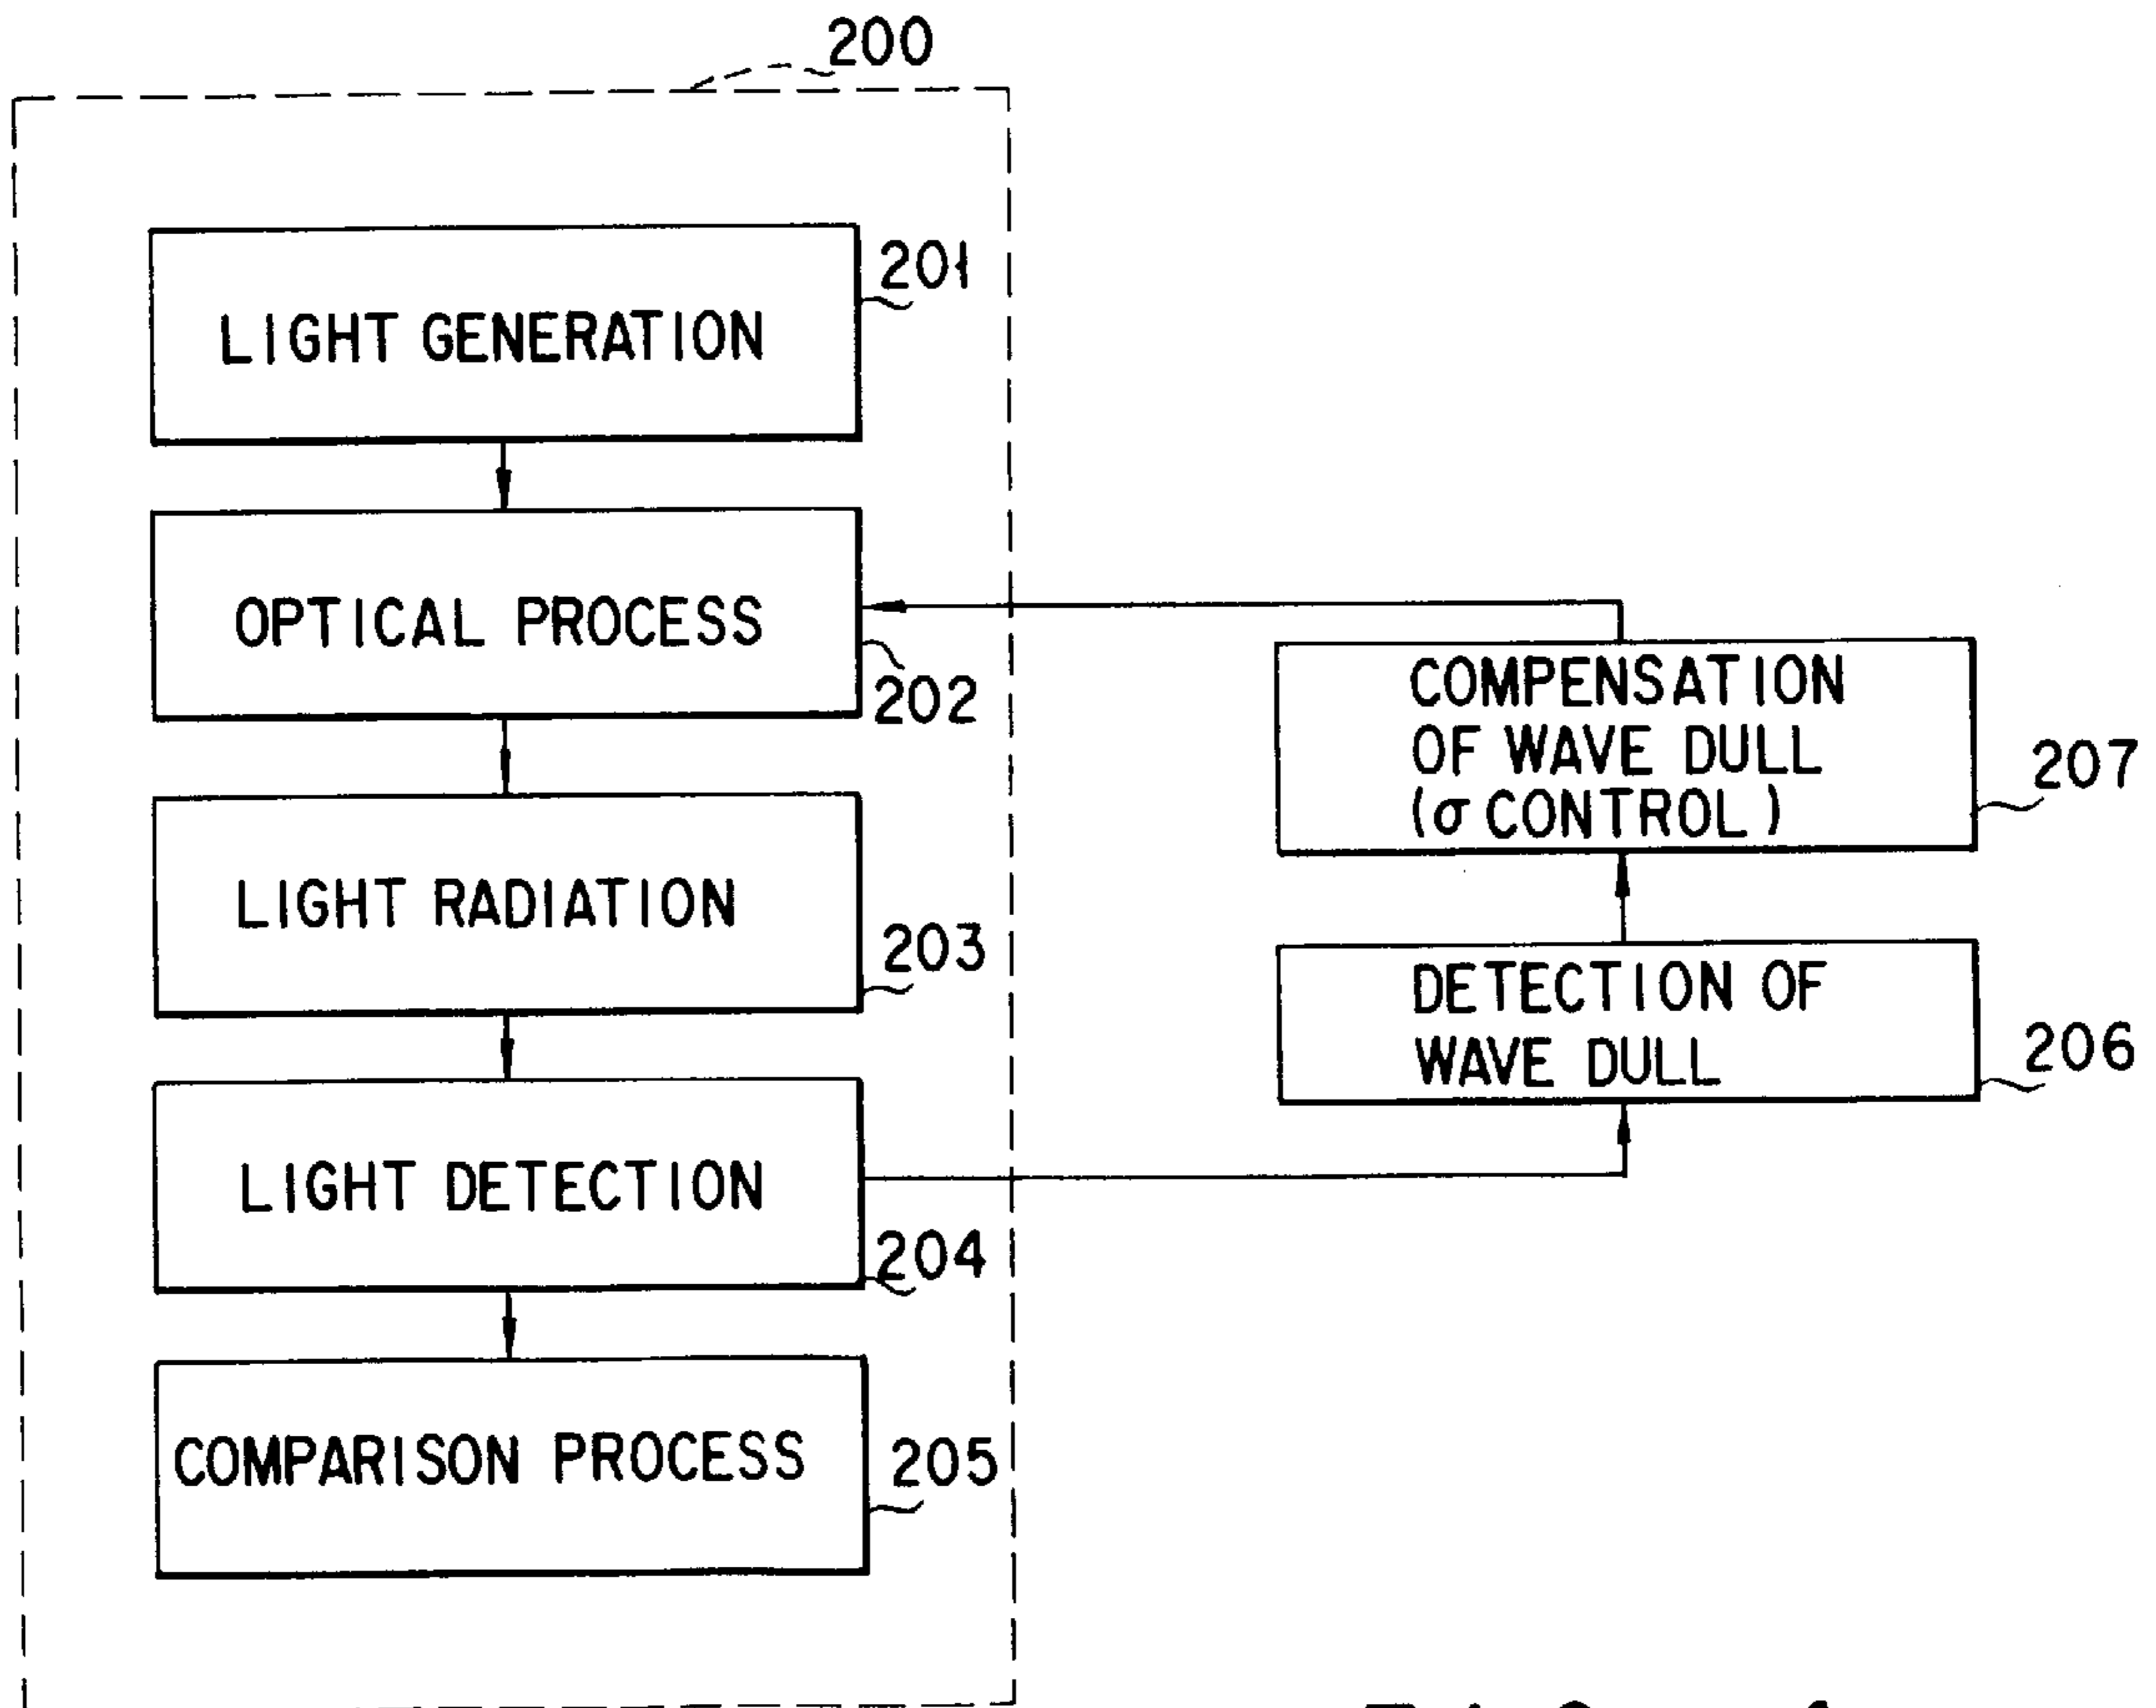 200
LIGHT GENERATION
201
OPTICAL PROCESS
202
LIGHT RADIATION
203
LIGHT DETECTION
204
COMPARISON PROCESS
205
COMPENSATION
OF WAVE DULL
(σ CONTROL)
207
DETECTION OF
WAVE DULL
206